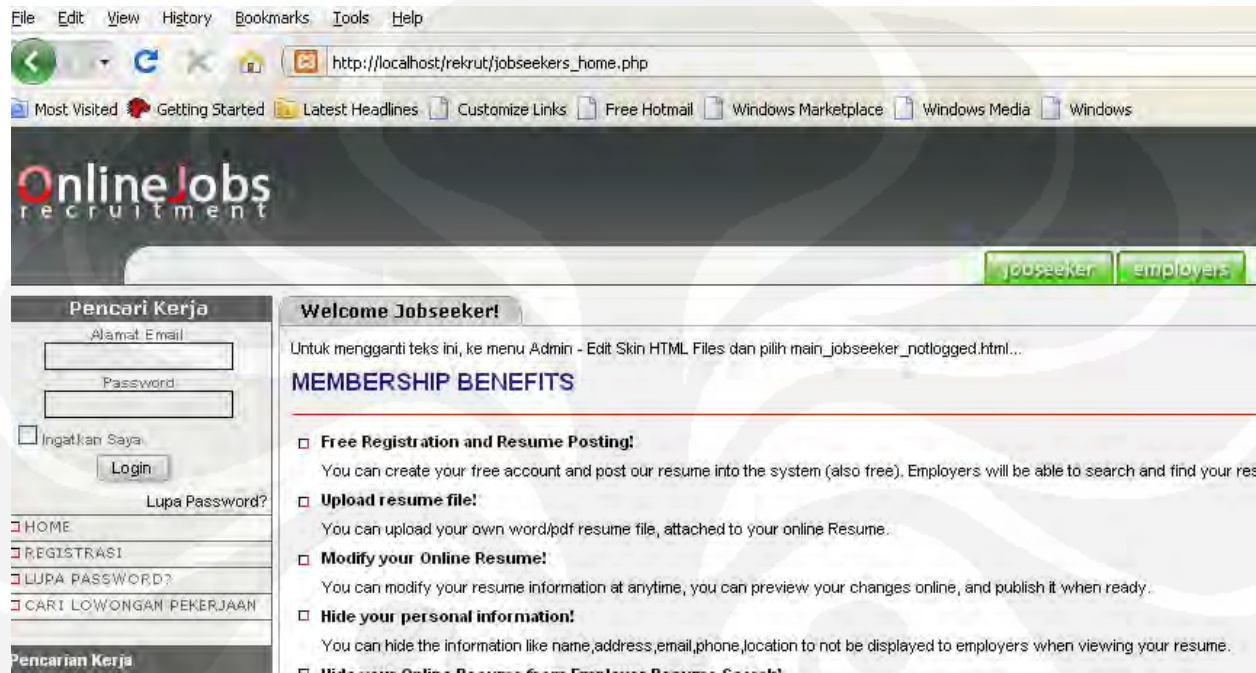 File Edit View History Bookmarks Tools Help
http://localhost/rekrut/jobseekers_home.php
Most Visited Getting Started Latest Headlines Customize Links Free Hotmail Windows Marketplace Windows Media Windows
OnlineJobs
recruitment
jobseeker employers
Pencari Kerja
Alamat Email
Password
Ingatkan Saya
Login
Lupa Password?
HOME
REGISTRASI
LUPA PASSWORD?
CARI LOWONGAN PEKERJAAN
Pencarian Kerja
Welcome Jobseeker!
Untuk mengganti teks ini, ke menu Admin - Edit Skin HTML Files dan pilih main_jobseeker_notlogged.html...
MEMBERSHIP BENEFITS
Free Registration and Resume Posting!
You can create your free account and post our resume into the system (also free). Employers will be able to search and find your res
Upload resume file!
You can upload your own word/pdf resume file, attached to your online Resume.
Modify your Online Resume!
You can modify your resume information at anytime, you can preview your changes online, and publish it when ready.
Hide your personal information!
You can hide the information like name,address,email,phone,location to not be displayed to employers when viewing your resume.
Hide your Online Resume from Employer Resume Search!